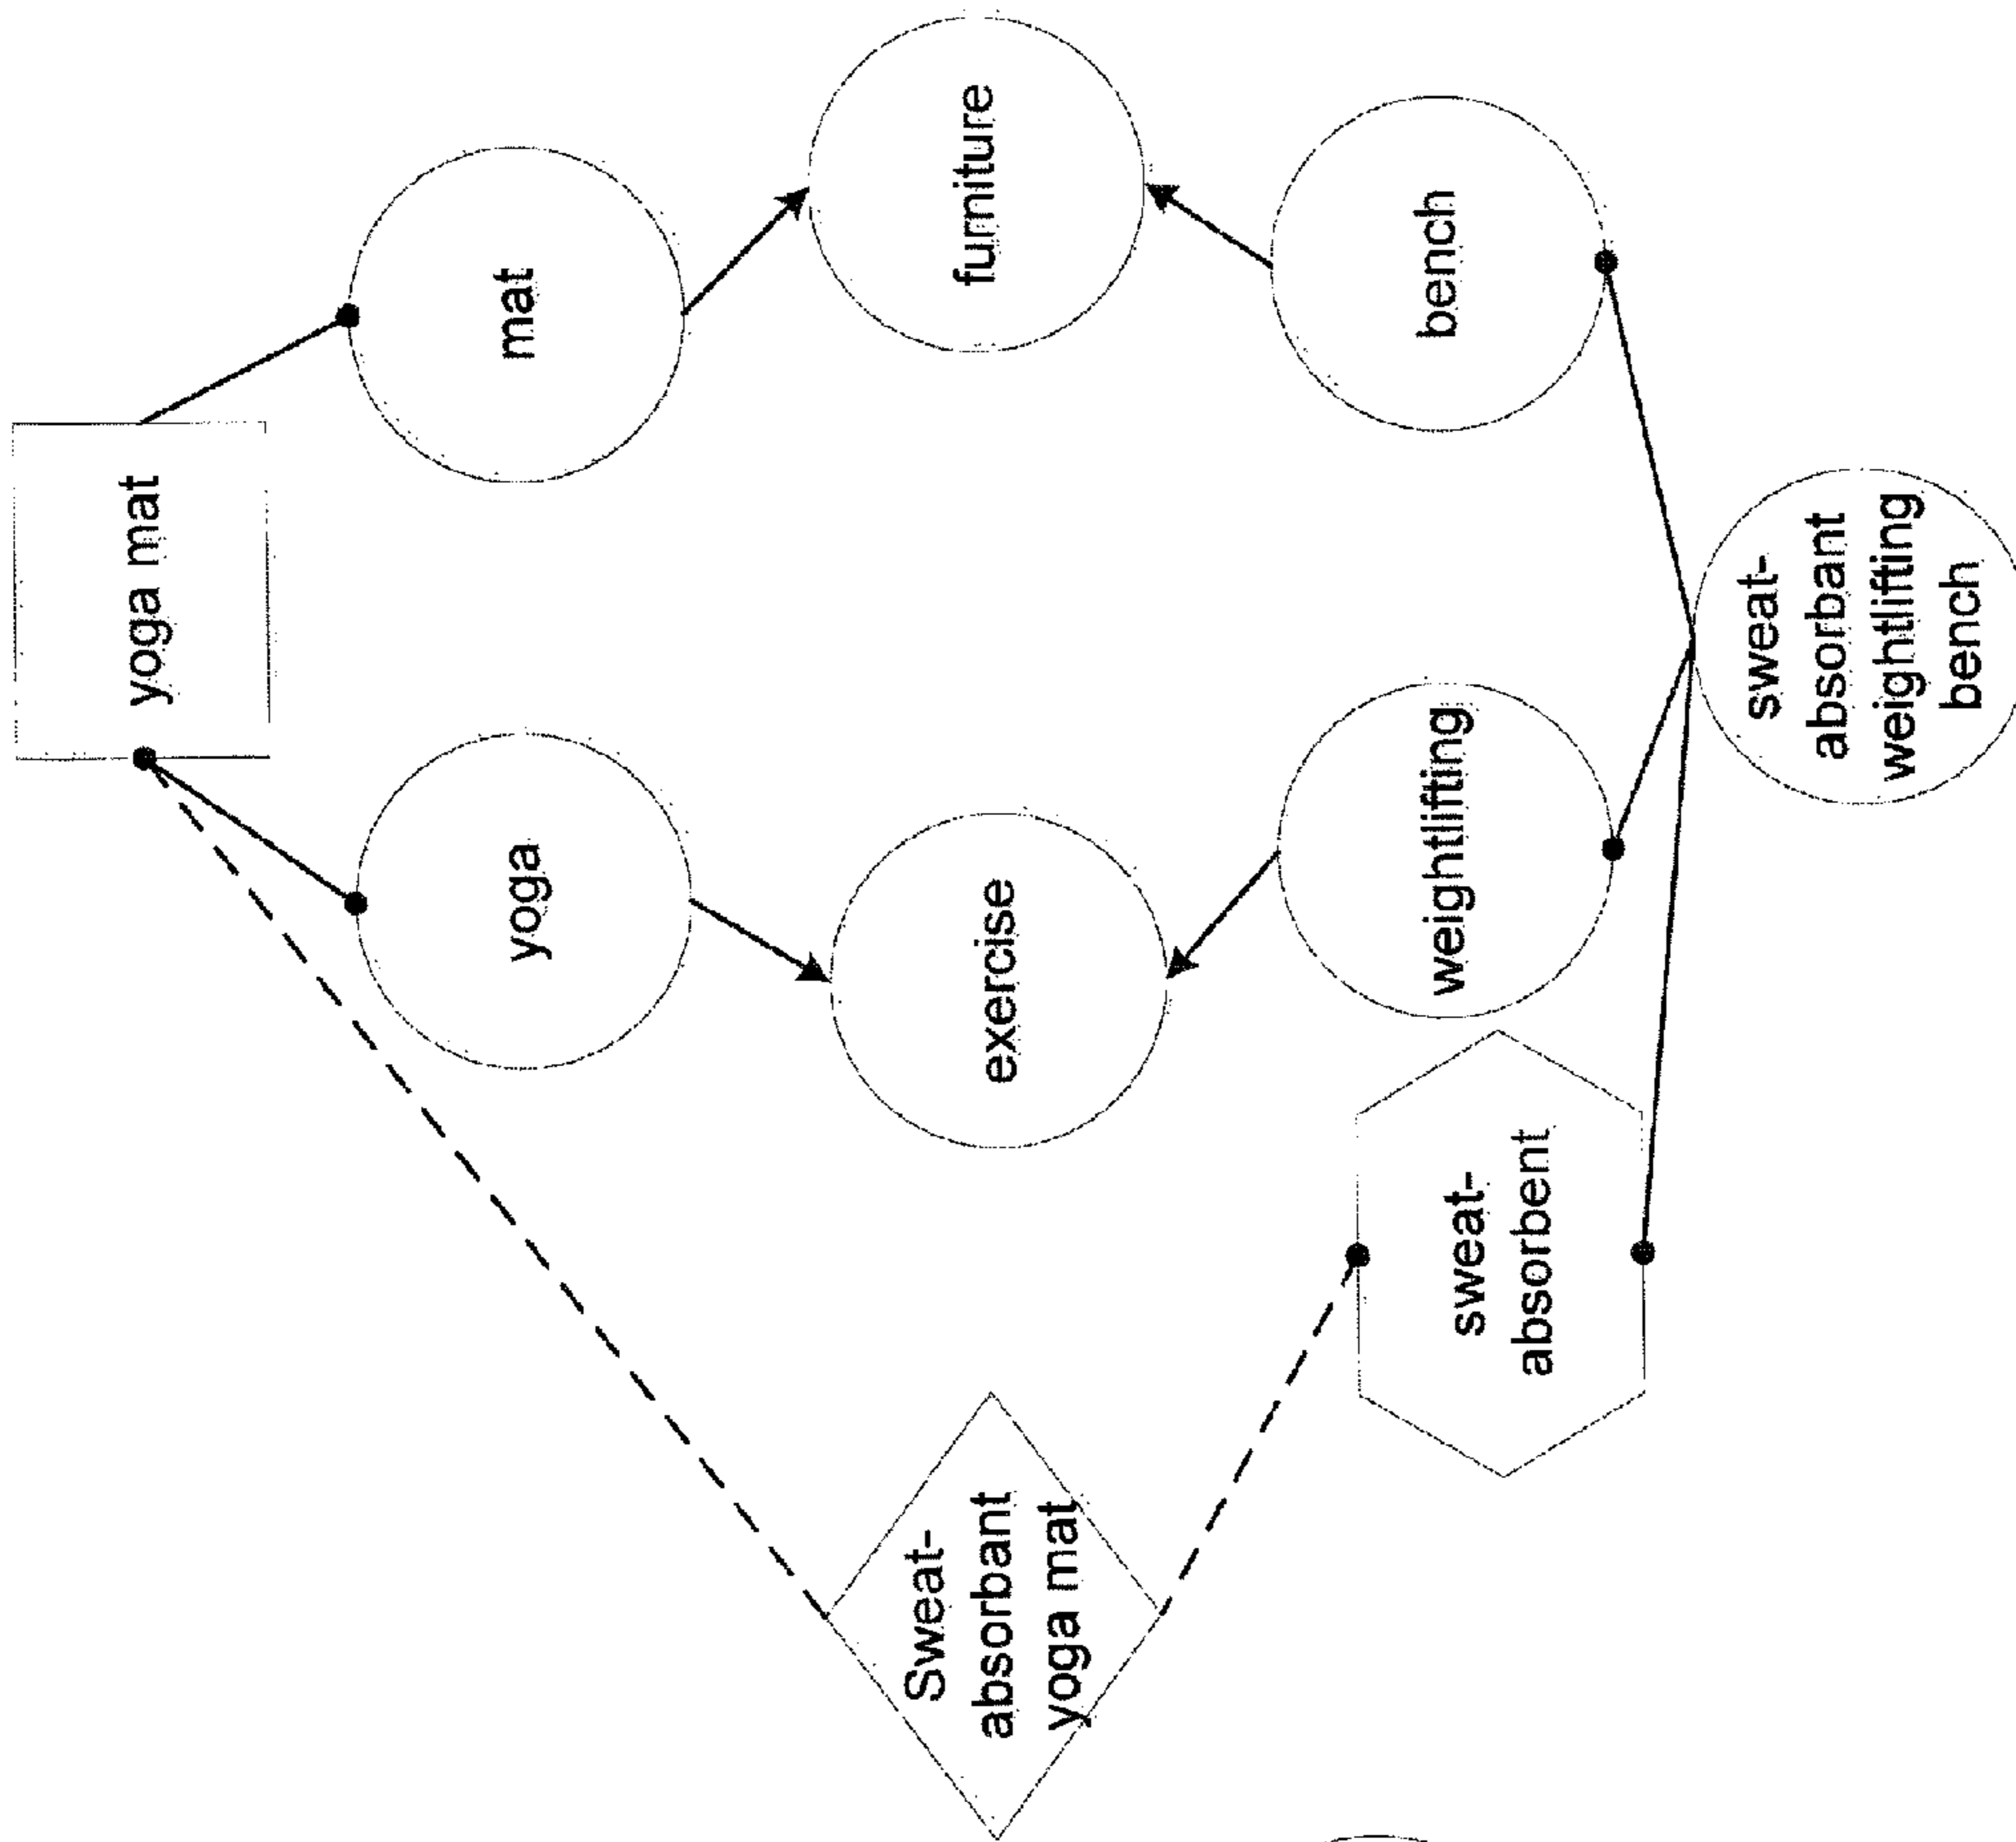 yoga mat
mat
furniture
bench
yoga
exercise
weightlifting
sweat-
absorbant
weightlifting
bench
sweat-
absorbent
Sweat-
absorbant
yoga mat